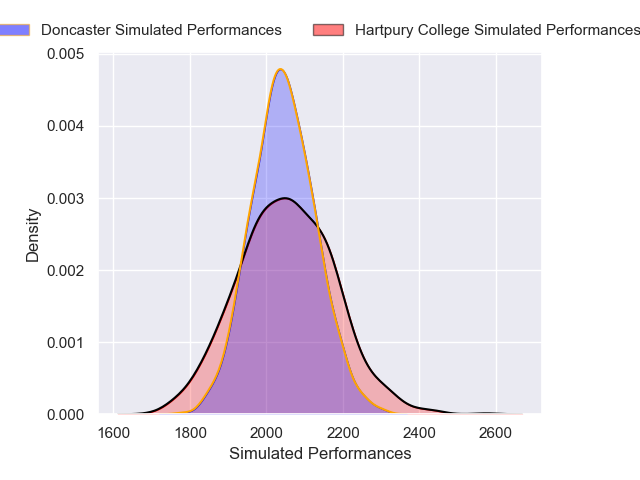 Doncaster Simulated Performances
Hartpury College Simulated Performances
0.005
0.004
0.003
0.002
0.001
0.000
Density
1600 1800 2000 2200 2400 2600
Simulated Performances